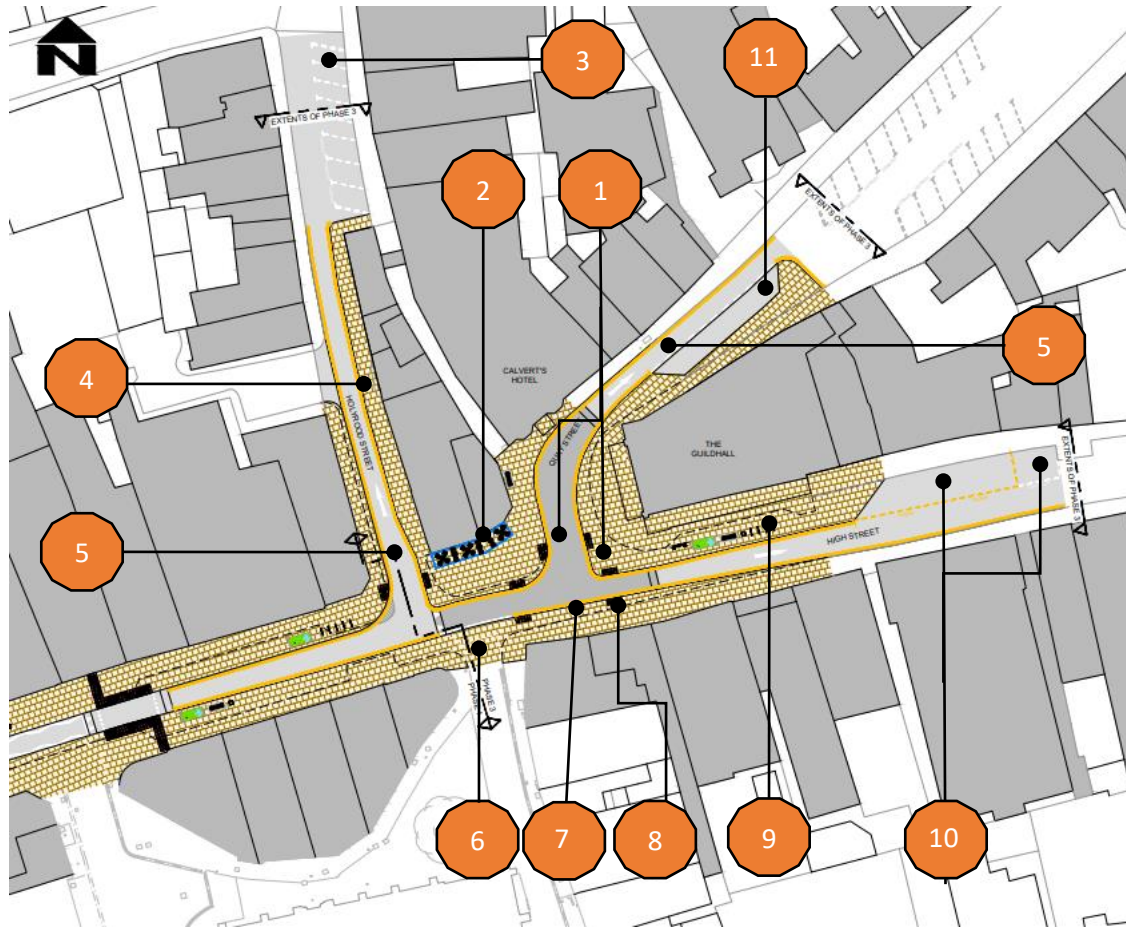 N
3
11
EXTENTS OF PHASE 3
2
1
EXTENTS OF PHASE 3
4
5
CALVERT'S
HOTEL
HOLYROOD STREET
QUAY STREET
THE
GUILDHALL
EXTENTS OF PHASE 3
5
HIGH STREET
PHASE 3
6
7
8
9
10